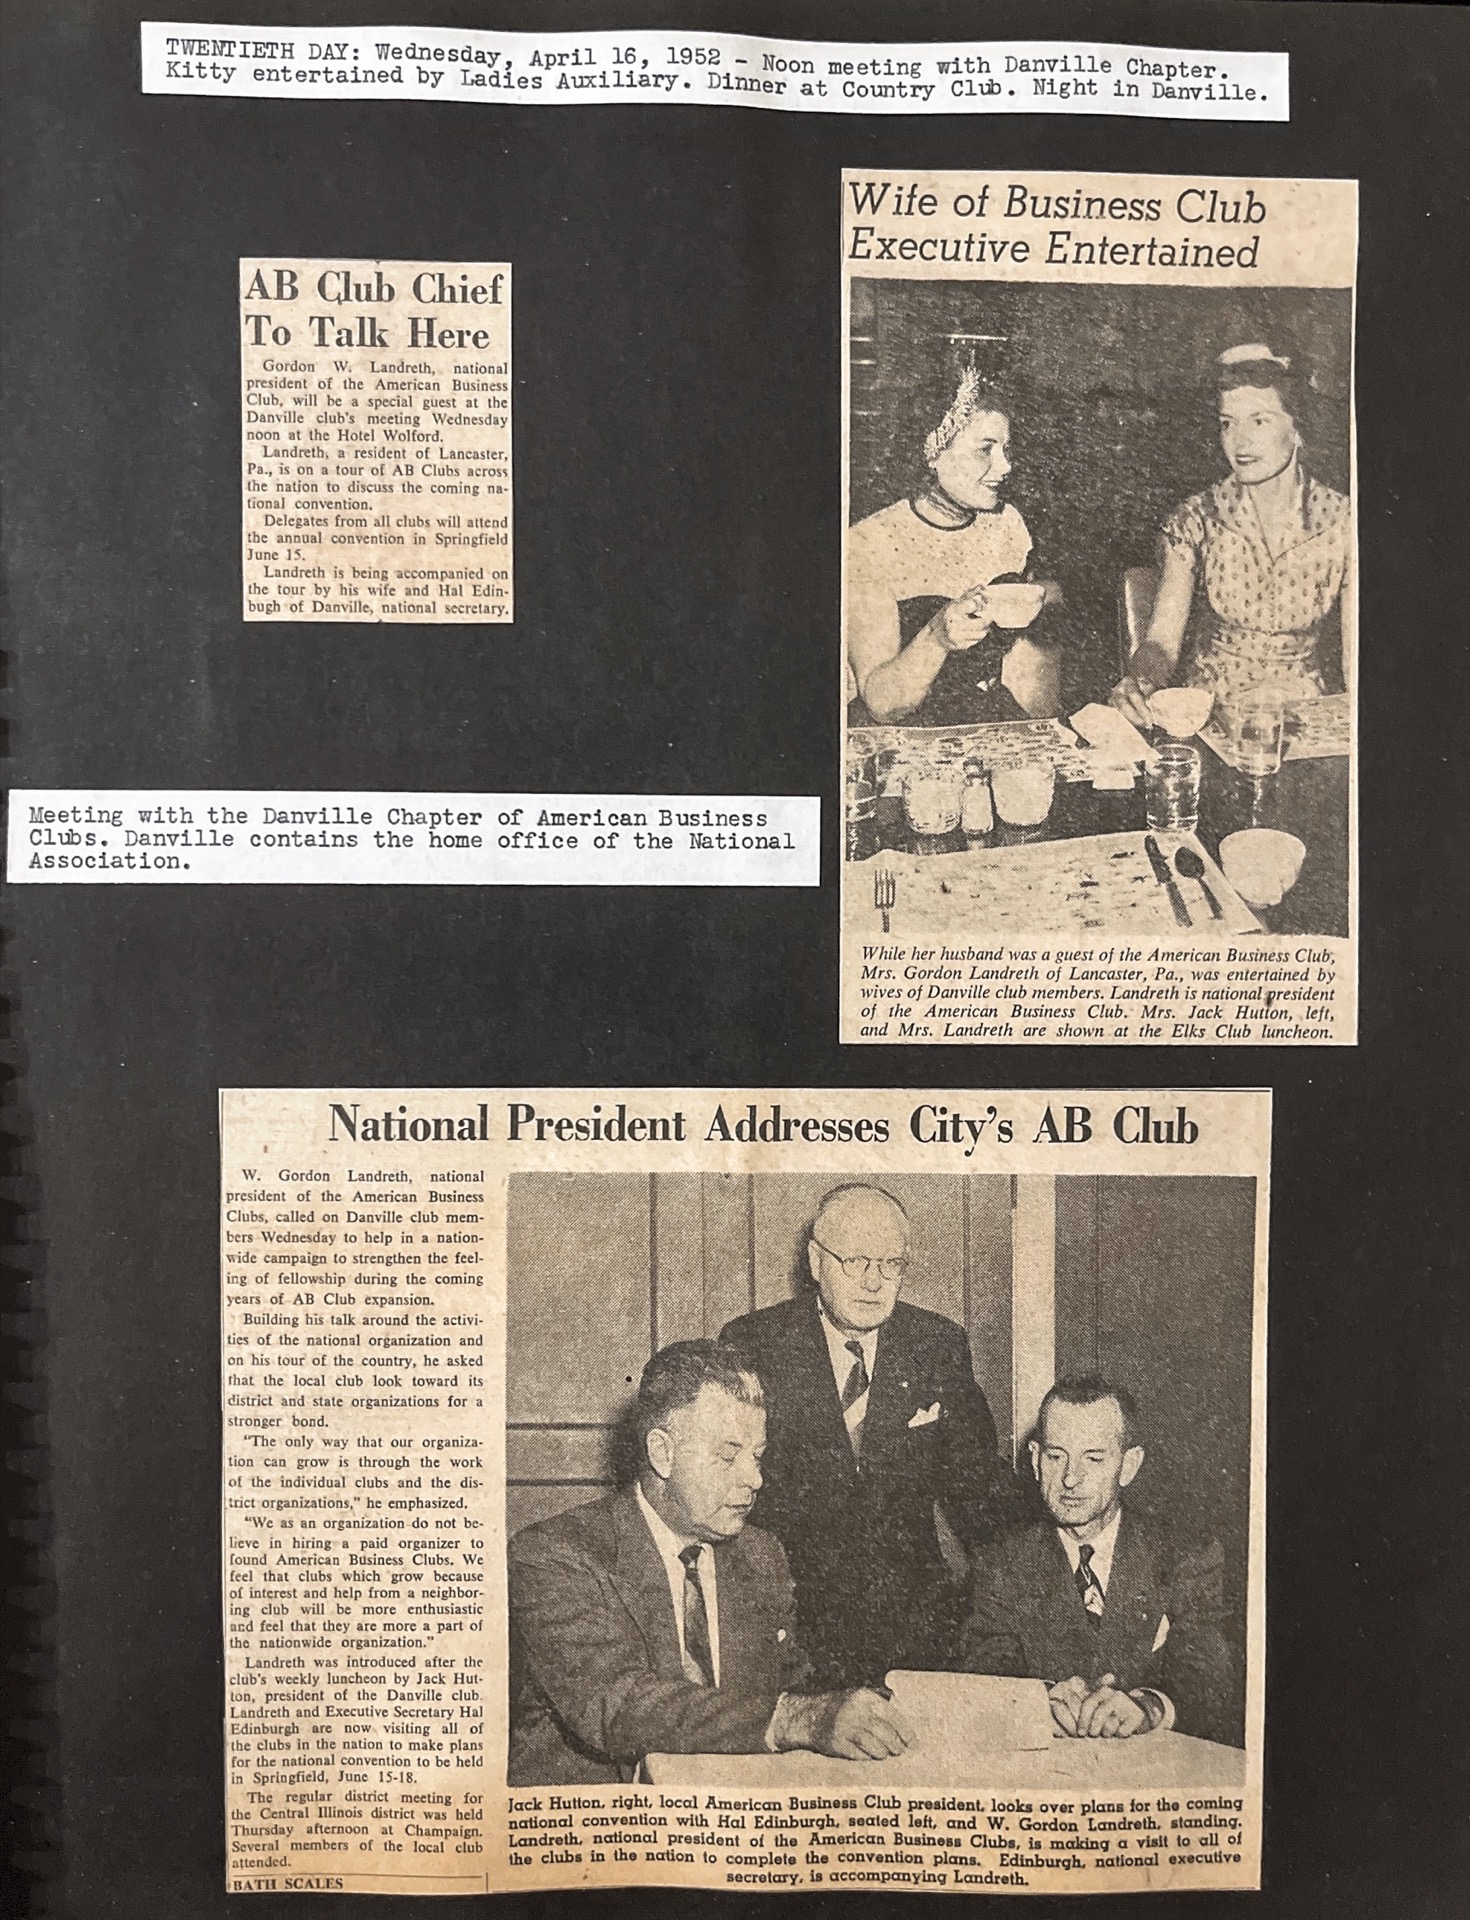 TWENTIETH DAY: Wednesday, April 16, 1952 - Noon meeting with Danville Chapter.
Kitty entertained by Ladies Auxiliary. Dinner at Country Club. Night in Danville.
AB Club Chief
To Talk Here
Gordon W. Landreth, national
president of the American Business
Club, will be a special guest at the
Danville club's meeting Wednesday
noon at the Hotel Wolford.
Landreth, a resident of Lancaster,
Pa., is on a tour of AB Clubs across
the nation to discuss the coming na-
tional convention.
Delegates from all clubs will attend
the annual convention in Springfield
June 15.
Landreth is being accompanied on
the tour by his wife and Hal Edin-
bugh of Danville, national secretary.
Wife of Business Club
Executive Entertained
While her husband was a guest of the American Business Club,
Mrs. Gordon Landreth of Lancaster, Pa., was entertained by
wives of Danville club members. Landreth is national president
of the American Business Club. Mrs. Jack Hutton, left,
and Mrs. Landreth are shown at the Elks Club luncheon.
Meeting with the Danville Chapter of American Business
Clubs. Danville contains the home office of the National
Association.
National President Addresses City's AB Club
W. Gordon Landreth, national
president of the American Business
Clubs, called on Danville club mem-
bers Wednesday to help in a nation-
wide campaign to strengthen the feel-
ing of fellowship during the coming
years of AB Club expansion.
Building his talk around the activi-
ties of the national organization and
on his tour of the country, he asked
that the local club look toward its
district and state organizations for a
stronger bond.
"The only way that our organiza-
tion can grow is through the work
of the individual clubs and the dis-
trict organizations," he emphasized.
"We as an organization do not be-
lieve in hiring a paid organizer to
found American Business Clubs. We
feel that clubs which grow because
of interest and help from a neighbor-
ing club will be more enthusiastic
and feel that they are more a part of
the nationwide organization."
Landreth was introduced after the
club's weekly luncheon by Jack Hut-
ton, president of the Danville club.
Landreth and Executive Secretary Hal
Edinburgh are now visiting all of
the clubs in the nation to make plans
for the national convention to be held
in Springfield, June 15-18.
The regular district meeting for
the Central Illinois district was held
Thursday afternoon at Champaign.
Several members of the local club
attended.
BATH SCALES
Jack Hutton, right, local American Business Club president, looks over plans for the coming
national convention with Hal Edinburgh, seated left, and W. Gordon Landreth, standing.
Landreth, national president of the American Business Clubs, is making a visit to all of
the clubs in the nation to complete the convention plans. Edinburgh, national executive
secretary, is accompanying Landreth.